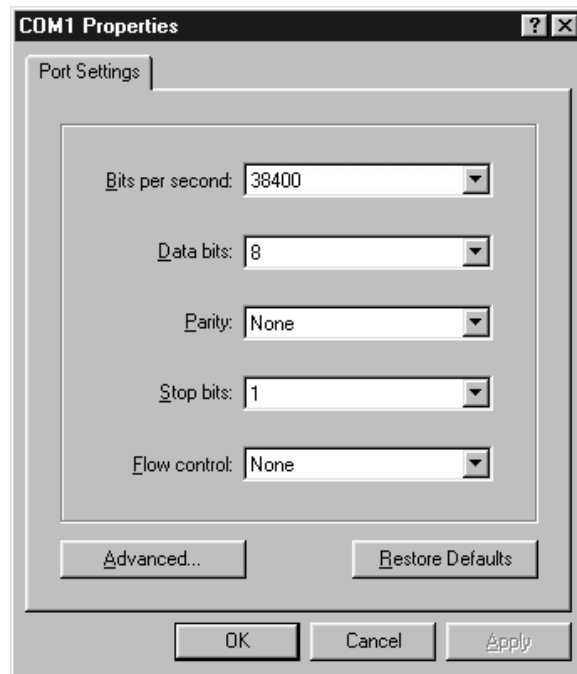 COM1 Properties
Port Settings
Bits per second: 38400
Data bits: 8
Parity: None
Stop bits: 1
Flow control: None
Advanced... Restore Defaults
OK Cancel Apply